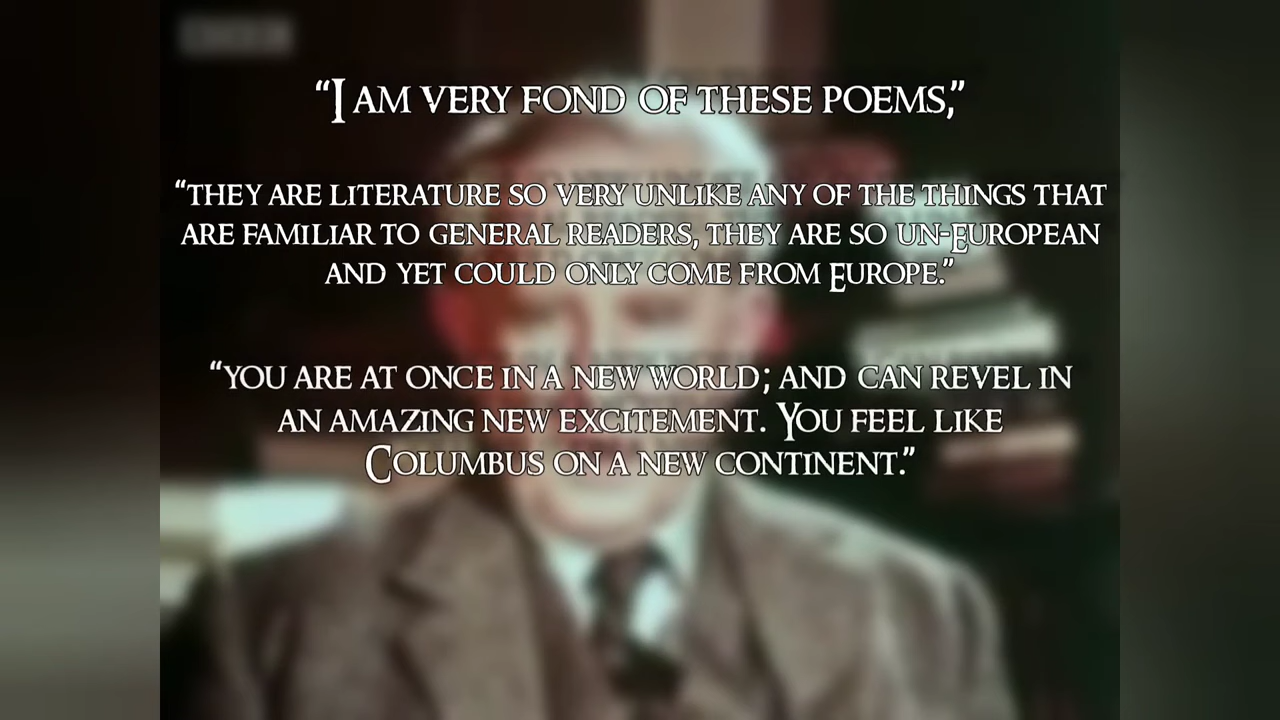 “I am very fond of these poems,”
“they are literature so very unlike any of the things that
are familiar to general readers, they are so un-European
and yet could only come from Europe.”
“you are at once in a new world; and can revel in
an amazing new excitement. You feel like
Columbus on a new continent.”